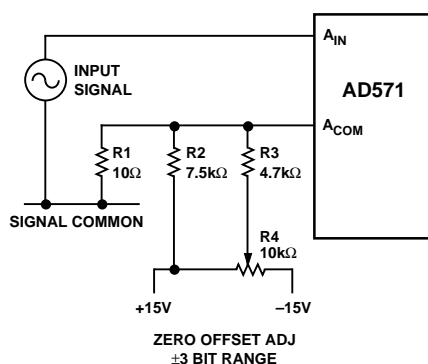 A_IN
INPUT
SIGNAL
AD571
A_COM
R1
10Ω
R2
7.5kΩ
R3
4.7kΩ
SIGNAL COMMON
R4
10kΩ
+15V
–15V
ZERO OFFSET ADJ
±3 BIT RANGE